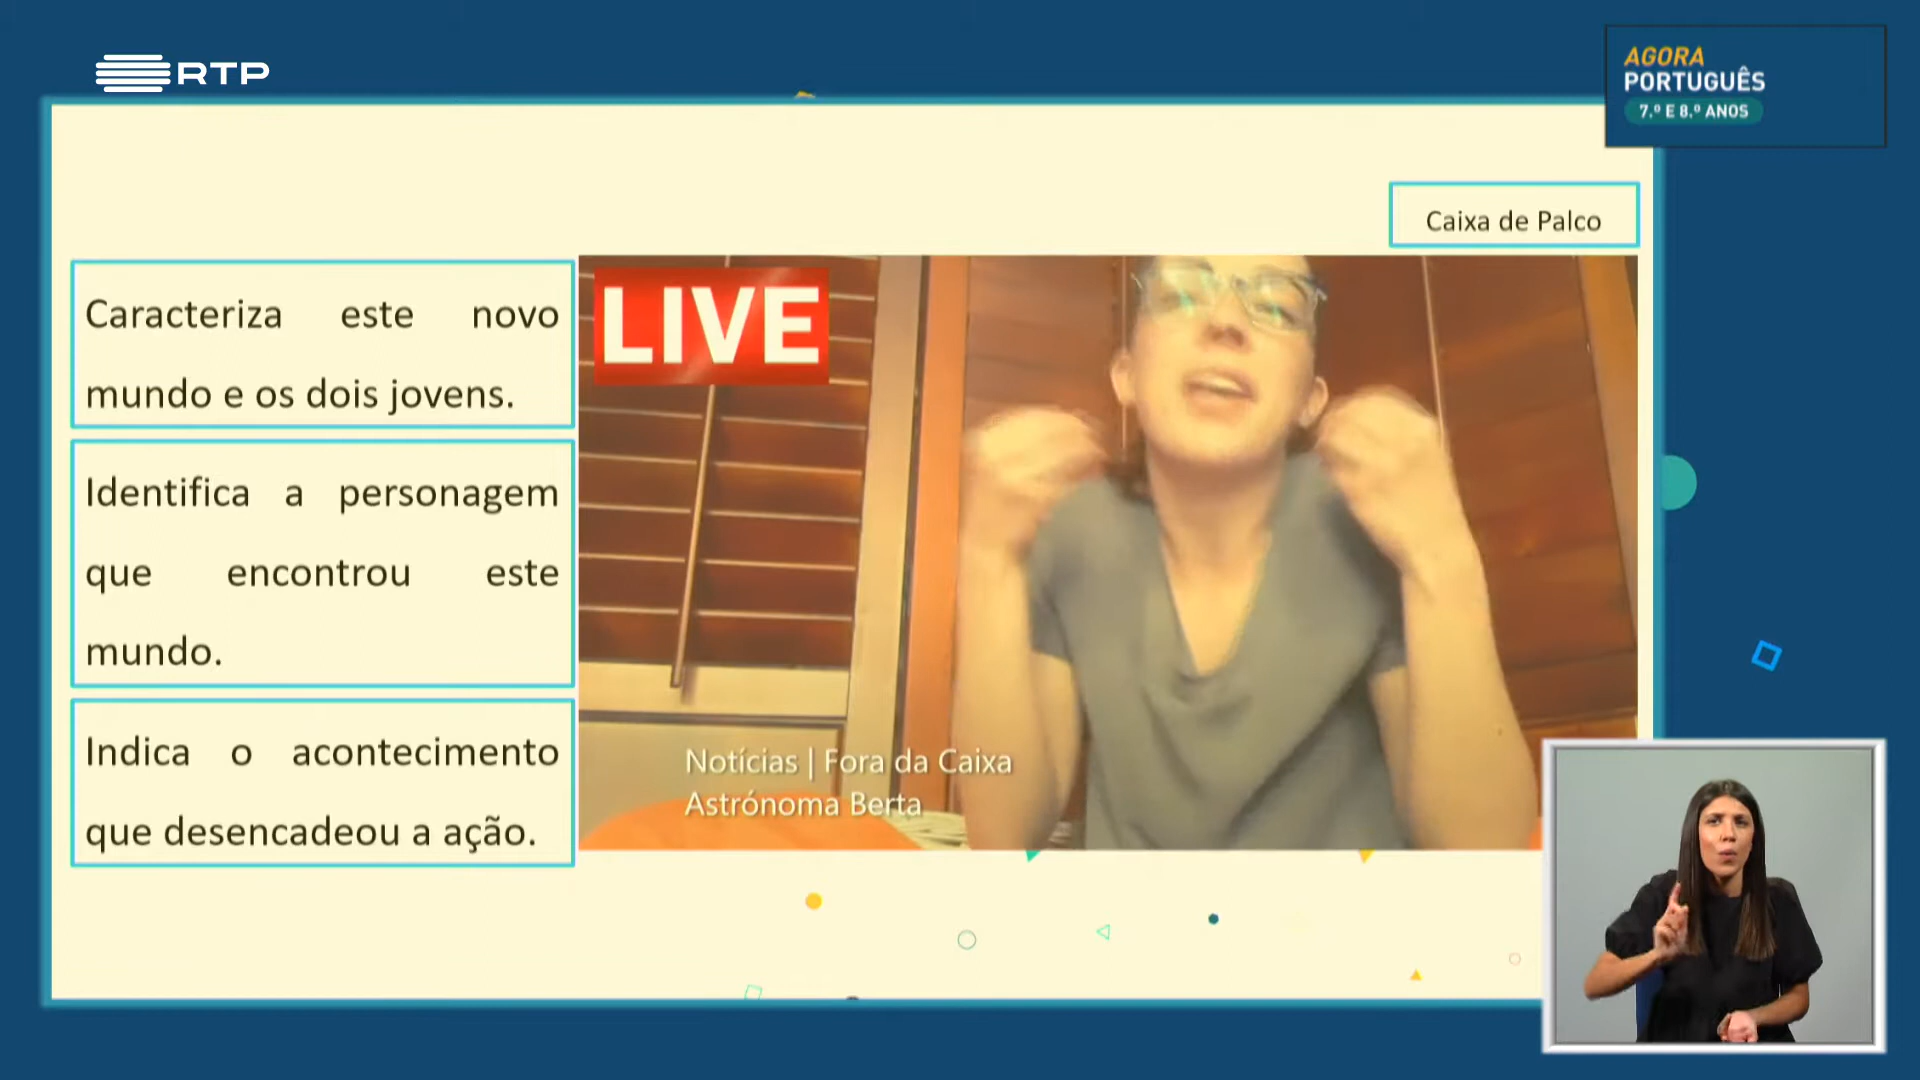 RTP
AGORA
PORTUGUÊS
7.º E 8.º ANOS
Caixa de Palco
Caracteriza este novo
mundo e os dois jovens.
Identifica a personagem
que encontrou este
mundo.
Indica o acontecimento
que desencadeou a ação.
LIVE
Notícias | Fora da Caixa
Astrónoma Berta